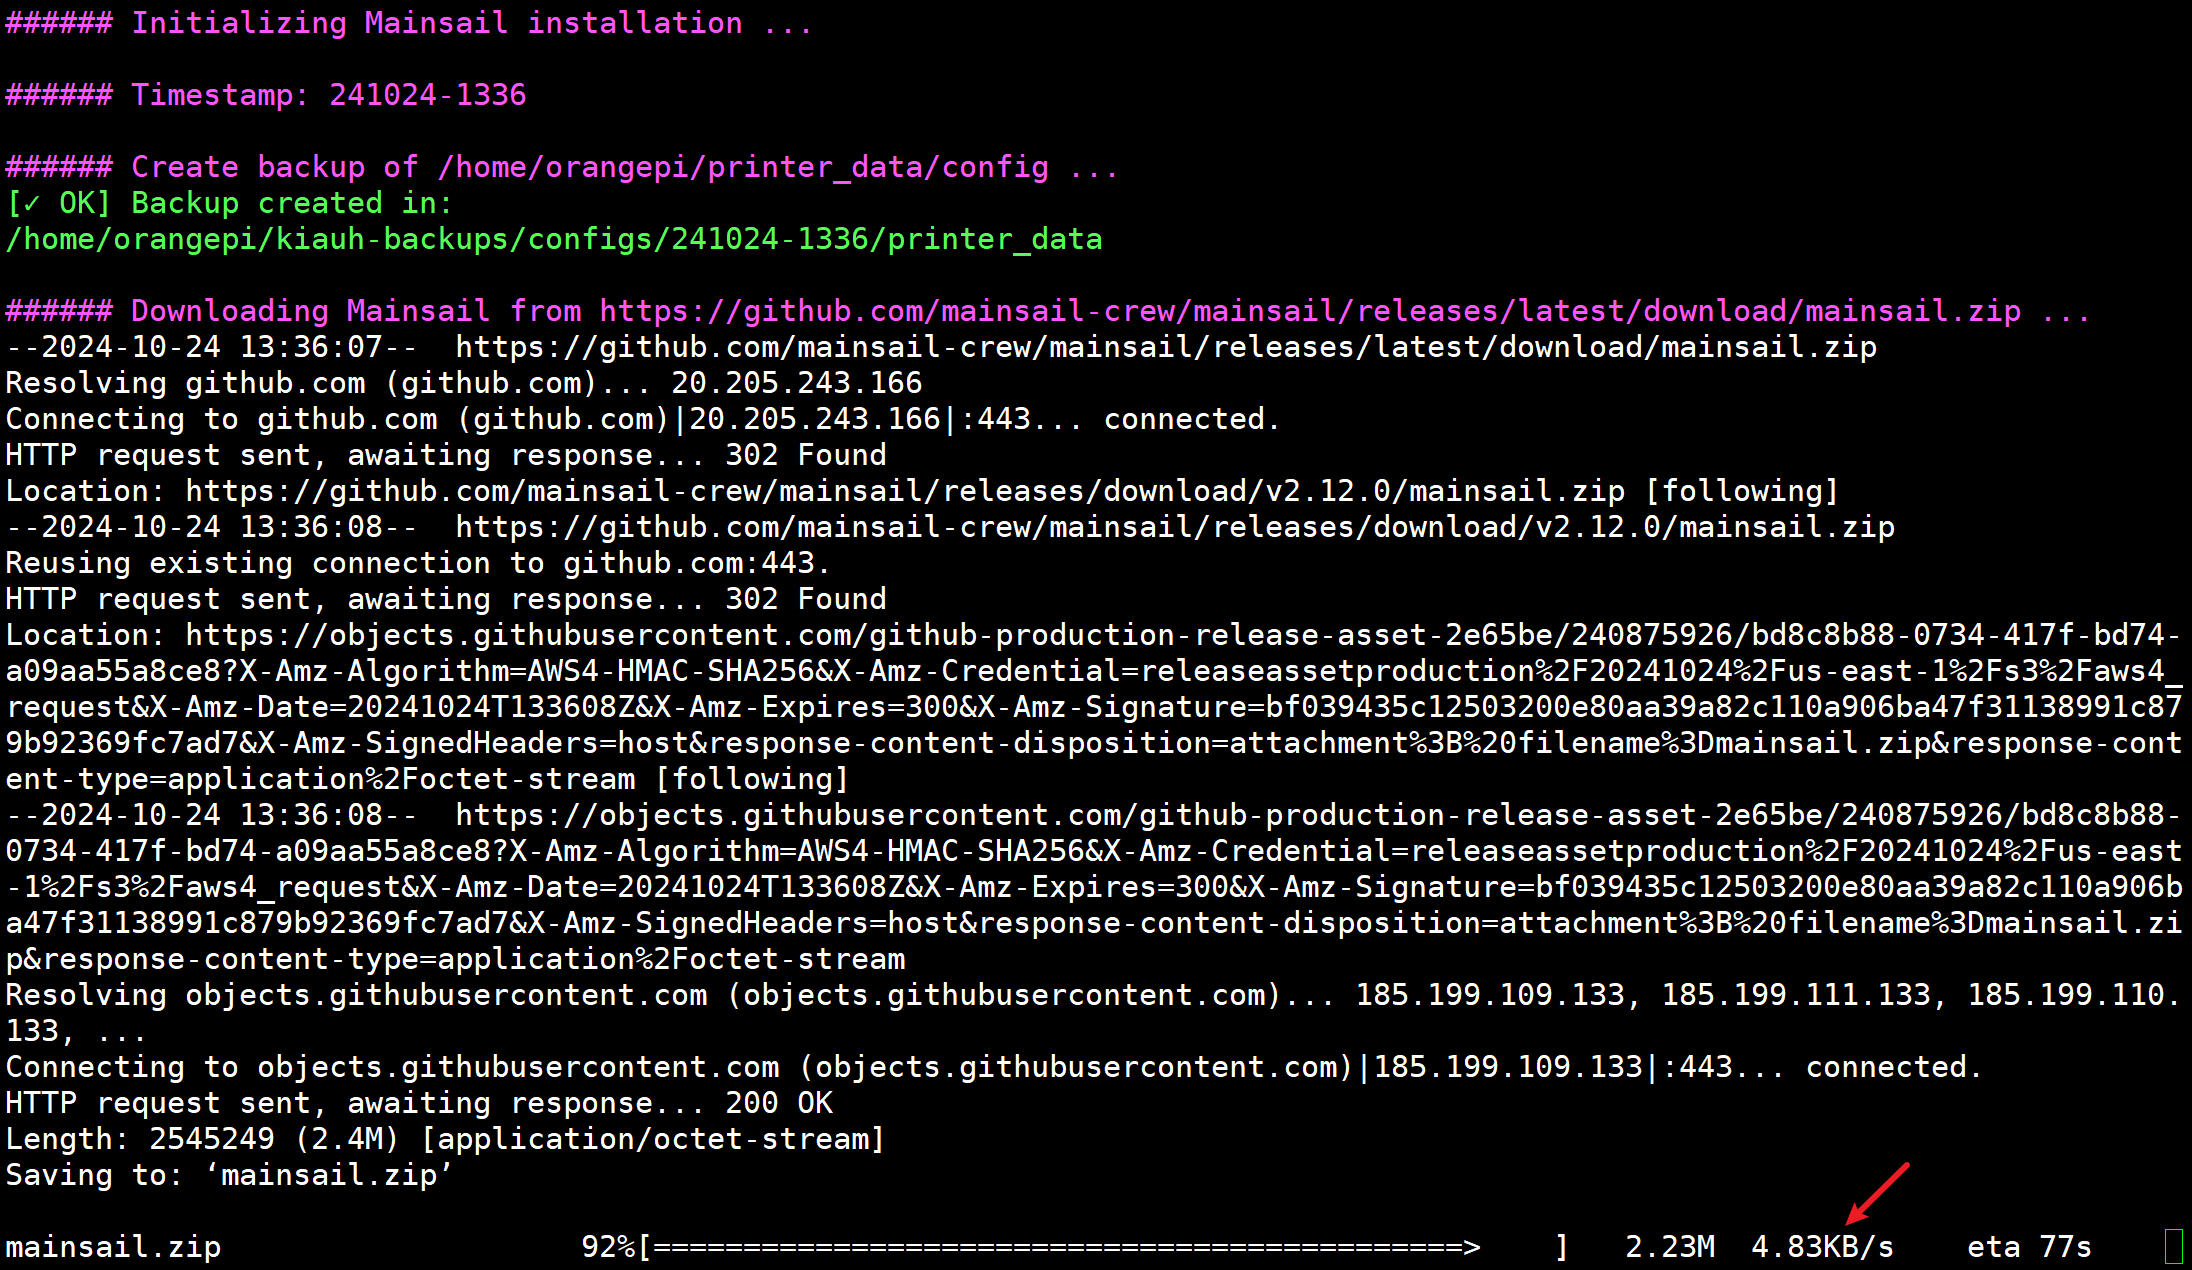 ###### Initializing Mainsail installation ...
###### Timestamp: 241024-1336
###### Create backup of /home/orangepi/printer_data/config ...
[✓ OK] Backup created in:
/home/orangepi/kiauh-backups/configs/241024-1336/printer_data
###### Downloading Mainsail from https://github.com/mainsail-crew/mainsail/releases/latest/download/mainsail.zip ...
--2024-10-24 13:36:07--  https://github.com/mainsail-crew/mainsail/releases/latest/download/mainsail.zip
Resolving github.com (github.com)... 20.205.243.166
Connecting to github.com (github.com)|20.205.243.166|:443... connected.
HTTP request sent, awaiting response... 302 Found
Location: https://github.com/mainsail-crew/mainsail/releases/download/v2.12.0/mainsail.zip [following]
--2024-10-24 13:36:08--  https://github.com/mainsail-crew/mainsail/releases/download/v2.12.0/mainsail.zip
Reusing existing connection to github.com:443.
HTTP request sent, awaiting response... 302 Found
Location: https://objects.githubusercontent.com/github-production-release-asset-2e65be/240875926/bd8c8b88-0734-417f-bd74-
a09aa55a8ce8?X-Amz-Algorithm=AWS4-HMAC-SHA256&X-Amz-Credential=releaseassetproduction%2F20241024%2Fus-east-1%2Fs3%2Faws4_
request&X-Amz-Date=20241024T133608Z&X-Amz-Expires=300&X-Amz-Signature=bf039435c12503200e80aa39a82c110a906ba47f31138991c87
9b92369fc7ad7&X-Amz-SignedHeaders=host&response-content-disposition=attachment%3B%20filename%3Dmainsail.zip&response-cont
ent-type=application%2Foctet-stream [following]
--2024-10-24 13:36:08--  https://objects.githubusercontent.com/github-production-release-asset-2e65be/240875926/bd8c8b88-
0734-417f-bd74-a09aa55a8ce8?X-Amz-Algorithm=AWS4-HMAC-SHA256&X-Amz-Credential=releaseassetproduction%2F20241024%2Fus-east
-1%2Fs3%2Faws4_request&X-Amz-Date=20241024T133608Z&X-Amz-Expires=300&X-Amz-Signature=bf039435c12503200e80aa39a82c110a906b
a47f31138991c879b92369fc7ad7&X-Amz-SignedHeaders=host&response-content-disposition=attachment%3B%20filename%3Dmainsail.zi
p&response-content-type=application%2Foctet-stream
Resolving objects.githubusercontent.com (objects.githubusercontent.com)... 185.199.109.133, 185.199.111.133, 185.199.110.
133, ...
Connecting to objects.githubusercontent.com (objects.githubusercontent.com)|185.199.109.133|:443... connected.
HTTP request sent, awaiting response... 200 OK
Length: 2545249 (2.4M) [application/octet-stream]
Saving to: ‘mainsail.zip’
mainsail.zip                    92%[=============================================>    ]   2.23M  4.83KB/s    eta 77s